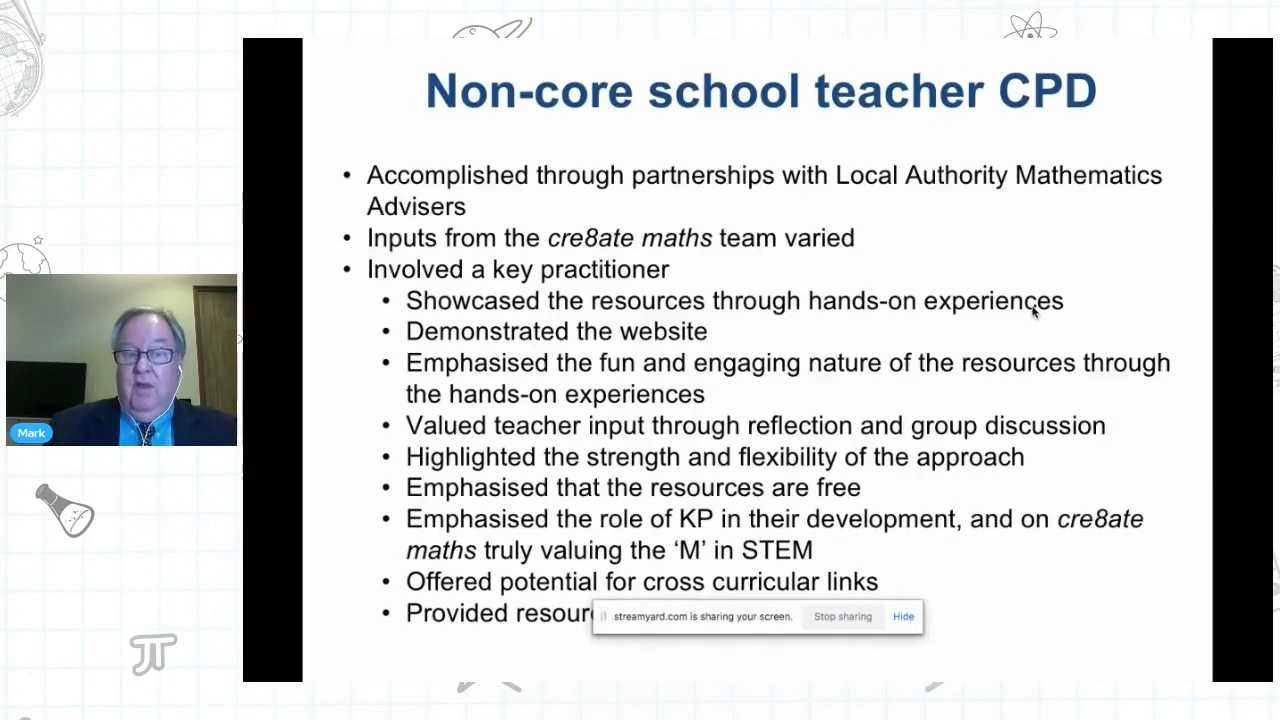 Non-core school teacher CPD
• Accomplished through partnerships with Local Authority Mathematics
Advisers
• Inputs from the cre8ate maths team varied
• Involved a key practitioner
• Showcased the resources through hands-on experiences
• Demonstrated the website
• Emphasised the fun and engaging nature of the resources through
the hands-on experiences
• Valued teacher input through reflection and group discussion
• Highlighted the strength and flexibility of the approach
• Emphasised that the resources are free
• Emphasised the role of KP in their development, and on cre8ate
maths truly valuing the ‘M’ in STEM
• Offered potential for cross curricular links
• Provided
streamyard.com is sharing your screen. Stop sharing Hide
Mark